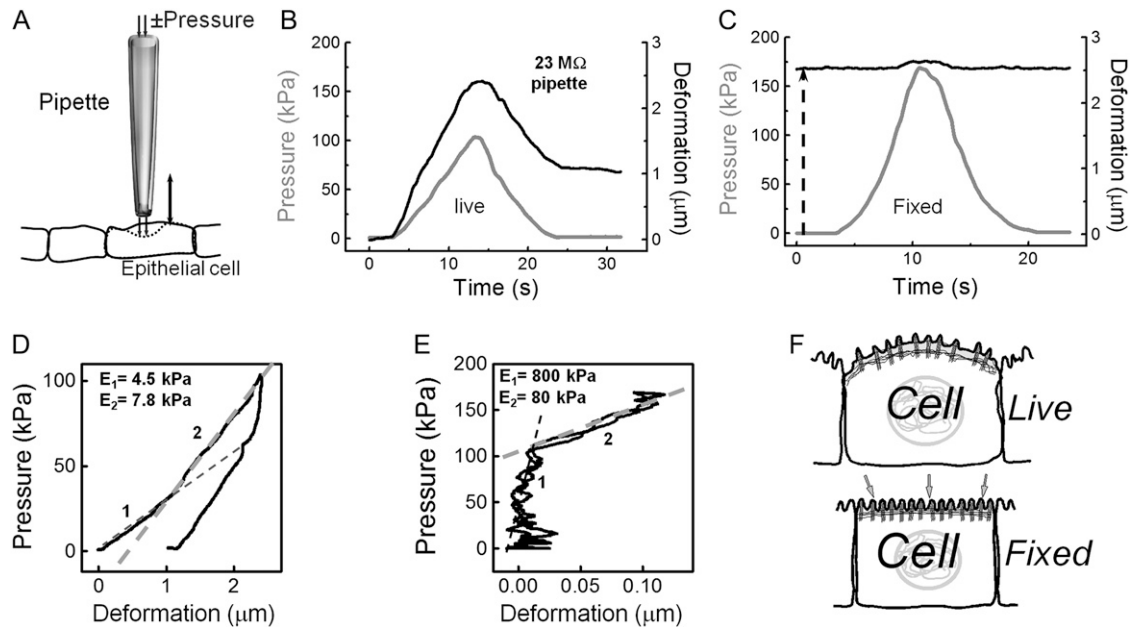 A
±Pressure
Pipette
Epithelial cell
B
200
150
100
50
0
Pressure (kPa)
23 MΩ
pipette
live
3
2
1
0
Deformation (μm)
0 10 20 30
Time (s)
C
200
175
150
125
100
75
50
25
0
Pressure (kPa)
Fixed
3
2
1
0
Deformation (μm)
0 10 20
Time (s)
D
E₁= 4.5 kPa
E₂= 7.8 kPa
100
50
0
Pressure (kPa)
1
2
0 1 2
Deformation (μm)
E
E₁= 800 kPa
E₂= 80 kPa
200
150
100
50
0
Pressure (kPa)
1
2
0.00 0.05 0.10
Deformation (μm)
F
Cell
Live
Cell
Fixed